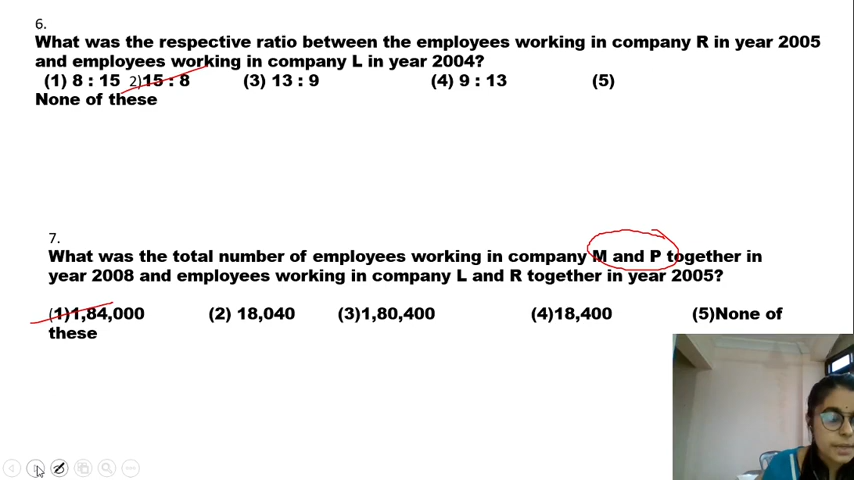 6.
What was the respective ratio between the employees working in company R in year 2005
and employees working in company L in year 2004?
(1) 8 : 15 2)15 : 8 (3) 13 : 9 (4) 9 : 13 (5)
None of these
7.
What was the total number of employees working in company M and P together in
year 2008 and employees working in company L and R together in year 2005?
(1)1,84,000 (2) 18,040 (3)1,80,400 (4)18,400 (5)None of
these